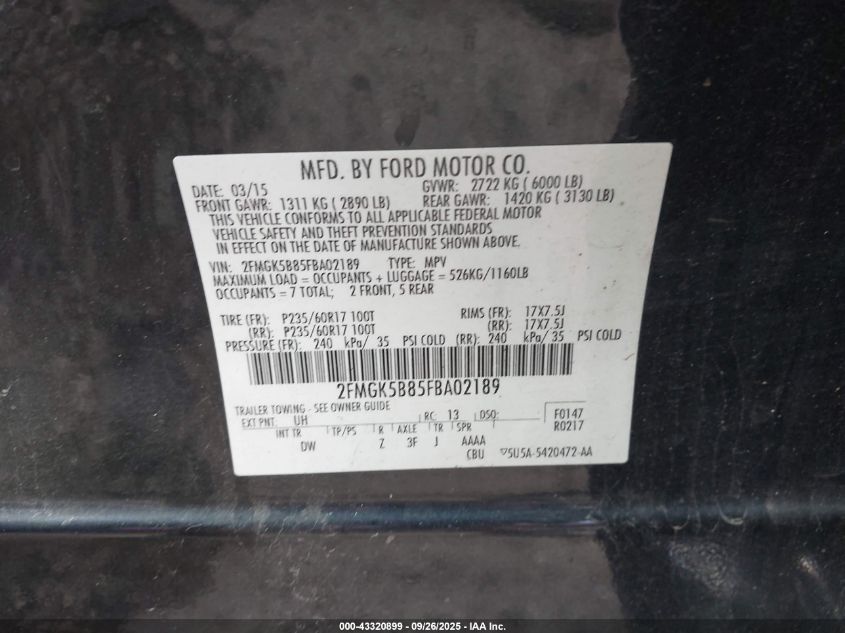 MFD. BY FORD MOTOR CO.
DATE: 03/15 GVWR: 2722 KG ( 6000 LB)
FRONT GAWR: 1311 KG ( 2890 LB) REAR GAWR: 1420 KG ( 3130 LB)
THIS VEHICLE CONFORMS TO ALL APPLICABLE FEDERAL MOTOR
VEHICLE SAFETY AND THEFT PREVENTION STANDARDS
IN EFFECT ON THE DATE OF MANUFACTURE SHOWN ABOVE.
VIN: 2FMGK5B85FBA02189 TYPE: MPV
MAXIMUM LOAD = OCCUPANTS + LUGGAGE = 526KG/1160LB
OCCUPANTS = 7 TOTAL; 2 FRONT, 5 REAR
TIRE (FR): P235/60R17 100T RIMS (FR): 17X7.5J
(RR): P235/60R17 100T (RR): 17X7.5J
PRESSURE (FR): 240 kPa/ 35 PSI COLD (RR): 240 kPa/ 35 PSI COLD
2FMGK5B85FBA02189
TRAILER TOWING - SEE OWNER GUIDE
EXT PNT: UH RC: 13 DSO: F0147
R0217
INT TR TP/PS R AXLE TR SPR
DW Z 3F J AAAA
CBU ▽5U5A-5420472-AA
000-43320899 - 09/26/2025 - IAA Inc.